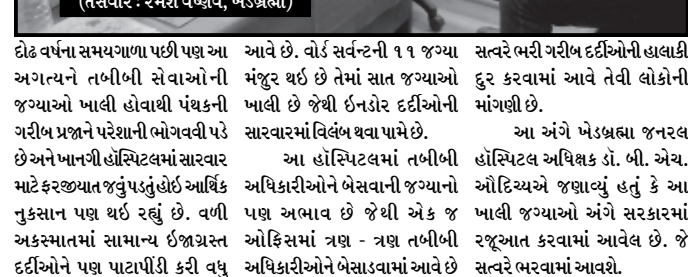 (તસવીર : રમેશ વૈષ્ણવ, ખેડબ્રહ્મા)
દોઢ વર્ષના સમયગાળા પછી પણ આ
અગત્યને તબીબી સેવાઓની
જગ્યાઓ ખાલી હોવાથી પંથકની
ગરીબ પ્રજાને પરેશાની ભોગવવી પડે
છે અને ખાનગી હૉસ્પિટલમાં સારવાર
માટે ફરજીયાત જવું પડતું હોઇ આર્થિક
નુકસાન પણ થઇ રહ્યું છે. વળી
અકસ્માતમાં સામાન્ય ઇજાગ્રસ્ત
દર્દીઓને પણ પાટાપીંડી કરી વધુ
આવે છે. વોર્ડ સર્વન્ટની ૧૧ જગ્યા
મંજુર થઇ છે તેમાં સાત જગ્યાઓ
ખાલી છે જેથી ઇનડોર દર્દીઓની
સારવારમાં વિલંબ થવા પામે છે.
આ હૉસ્પિટલમાં તબીબી
અધિકારીઓને બેસવાની જગ્યાનો
પણ અભાવ છે જેથી એક જ
ઓફિસમાં ત્રણ - ત્રણ તબીબી
અધિકારીઓને બેસાડવામાં આવે છે
સત્વરે ભરી ગરીબ દર્દીઓની હાલાકી
દુર કરવામાં આવે તેવી લોકોની
માંગણી છે.
આ અંગે ખેડબ્રહ્મા જનરલ
હૉસ્પિટલ અધિક્ષક ડૉ. બી. એચ.
ઔદિચ્યએ જણાવ્યું હતું કે આ
ખાલી જગ્યાઓ અંગે સરકારમાં
રજૂઆત કરવામાં આવેલ છે. જે
સત્વરે ભરવામાં આવશે.